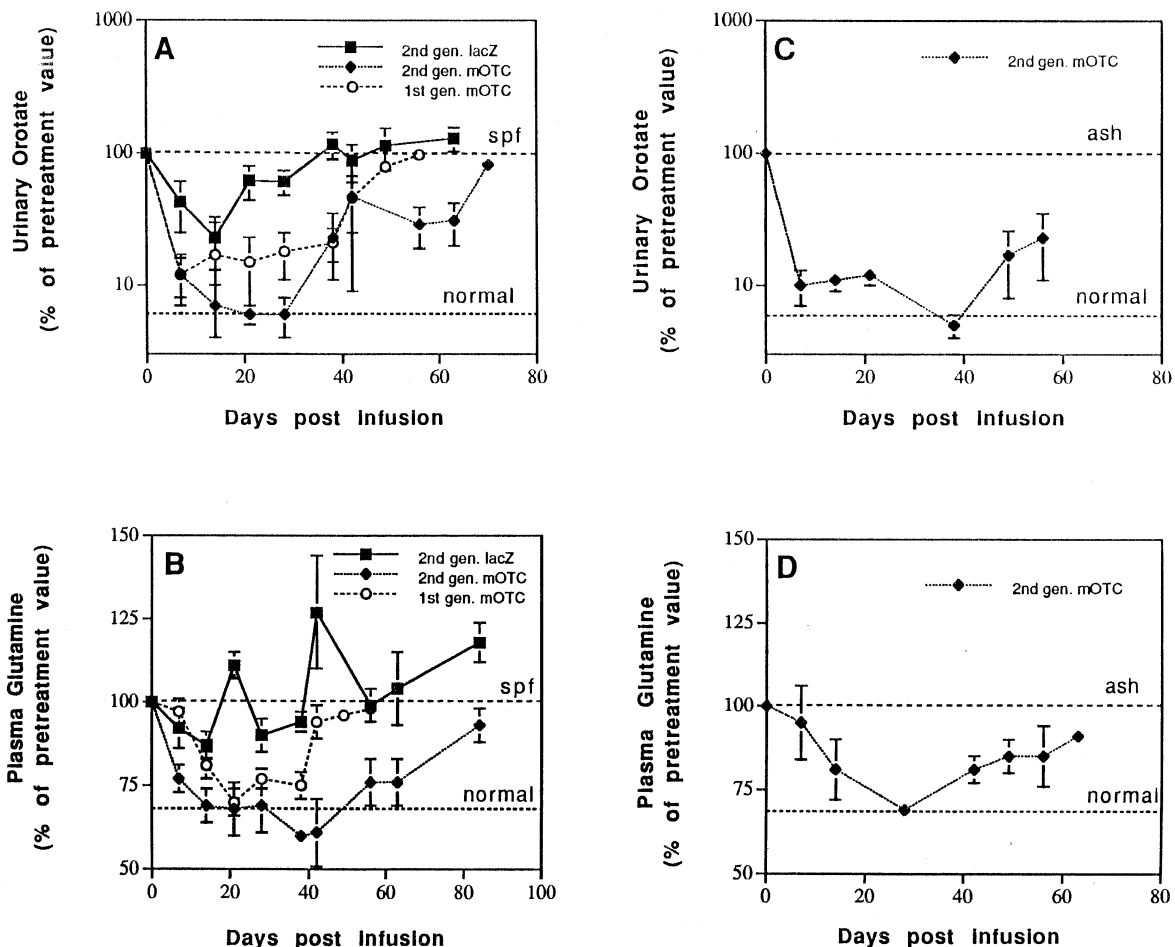 A
Urinary Orotate
(% of pretreatment value)
1000
100
10
2nd gen. lacZ
2nd gen. mOTC
1st gen. mOTC
spf
normal
0 20 40 60 80
Days post infusion
C
Urinary Orotate
(% of pretreatment value)
1000
100
10
2nd gen. mOTC
ash
normal
0 20 40 60 80
Days post infusion
B
Plasma Glutamine
(% of pretreatment value)
150
125
100
75
50
2nd gen. lacZ
2nd gen. mOTC
1st gen. mOTC
spf
normal
0 20 40 60 80 100
Days post infusion
D
Plasma Glutamine
(% of pretreatment value)
150
125
100
75
50
2nd gen. mOTC
ash
normal
0 20 40 60 80
Days post infusion